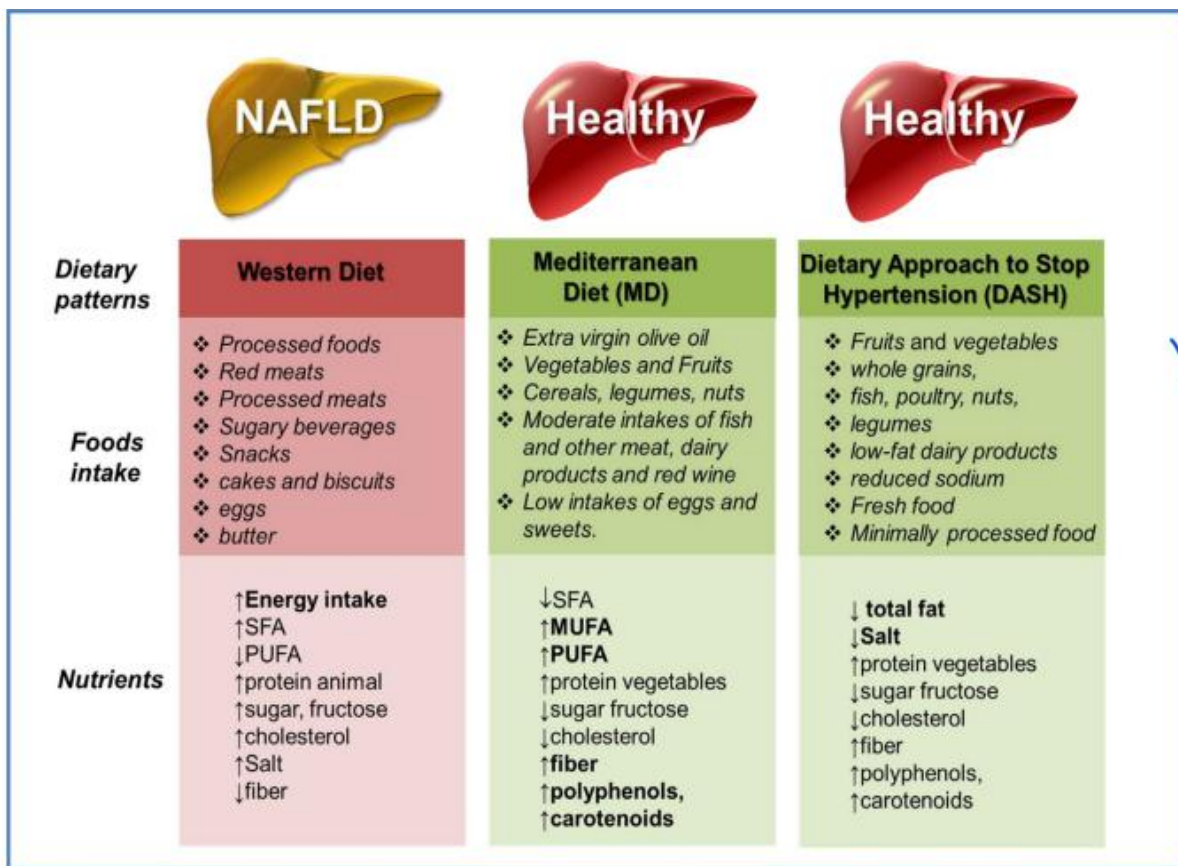 NAFLD
Healthy
Healthy
Dietary
patterns
Western Diet
Mediterranean
Diet (MD)
Dietary Approach to Stop
Hypertension (DASH)
Foods
intake
❖ Processed foods
❖ Red meats
❖ Processed meats
❖ Sugary beverages
❖ Snacks
❖ cakes and biscuits
❖ eggs
❖ butter
❖ Extra virgin olive oil
❖ Vegetables and Fruits
❖ Cereals, legumes, nuts
❖ Moderate intakes of fish
and other meat, dairy
products and red wine
❖ Low intakes of eggs and
sweets.
❖ Fruits and vegetables
❖ whole grains,
❖ fish, poultry, nuts,
❖ legumes
❖ low-fat dairy products
❖ reduced sodium
❖ Fresh food
❖ Minimally processed food
Nutrients
↑Energy intake
↑SFA
↓PUFA
↑protein animal
↑sugar, fructose
↑cholesterol
↑Salt
↓fiber
↓SFA
↑MUFA
↑PUFA
↑protein vegetables
↓sugar fructose
↓cholesterol
↑fiber
↑polyphenols,
↑carotenoids
↓ total fat
↓Salt
↑protein vegetables
↓sugar fructose
↓cholesterol
↑fiber
↑polyphenols,
↑carotenoids